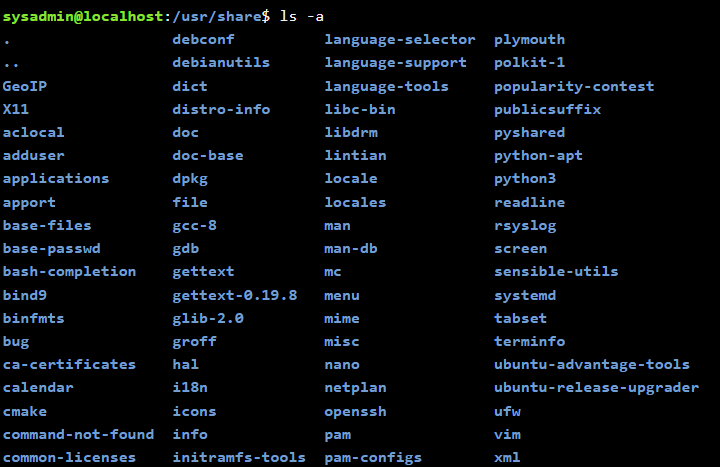 sysadmin@localhost:/usr/share$ ls -a
. debconf language-selector plymouth
.. debianutils language-support polkit-1
GeoIP dict language-tools popularity-contest
X11 distro-info libc-bin publicsuffix
aclocal doc libdrm pyshared
adduser doc-base lintian python-apt
applications dpkg locale python3
apport file locales readline
base-files gcc-8 man rsyslog
base-passwd gdb man-db screen
bash-completion gettext mc sensible-utils
bind9 gettext-0.19.8 menu systemd
binfmts glib-2.0 mime tabset
bug groff misc terminfo
ca-certificates hal nano ubuntu-advantage-tools
calendar i18n netplan ubuntu-release-upgrader
cmake icons openssh ufw
command-not-found info pam vim
common-licenses initramfs-tools pam-configs xml